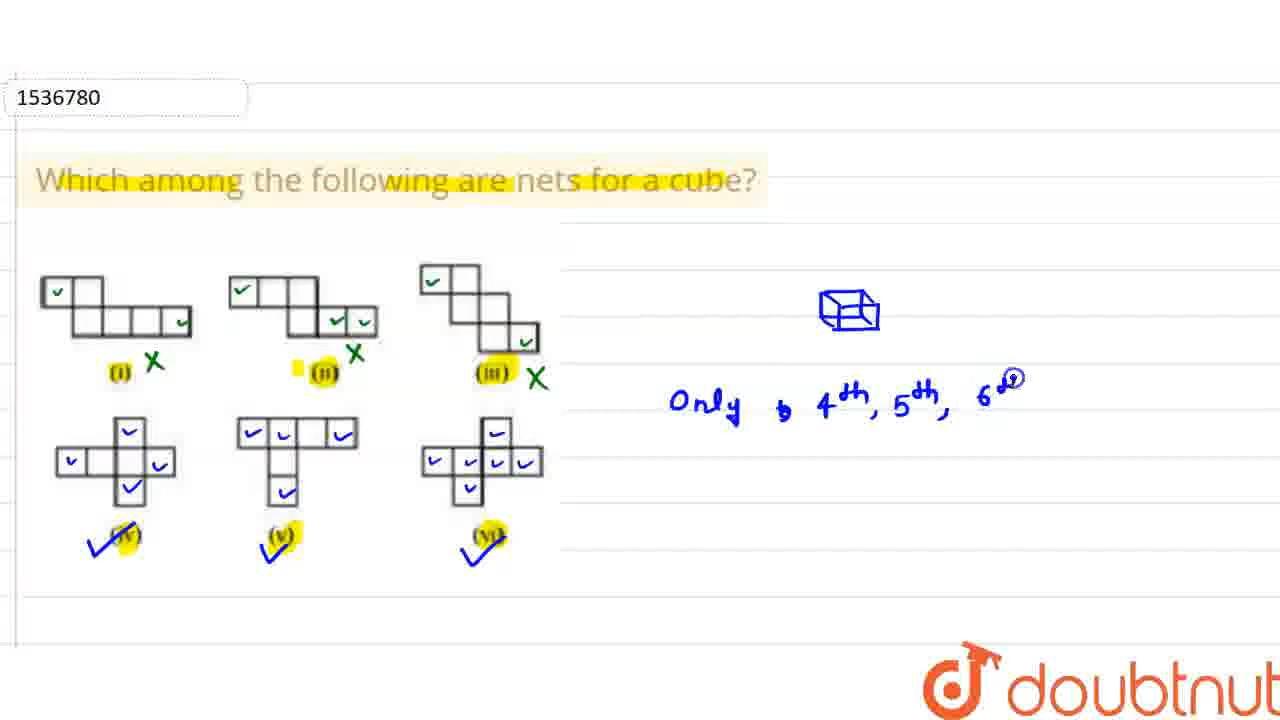 1536780
Which among the following are nets for a cube?
(i) X
(ii) X
(iii) X
(iv)
(v)
(vi)
Only 4th, 5th, 6th
doubtnut